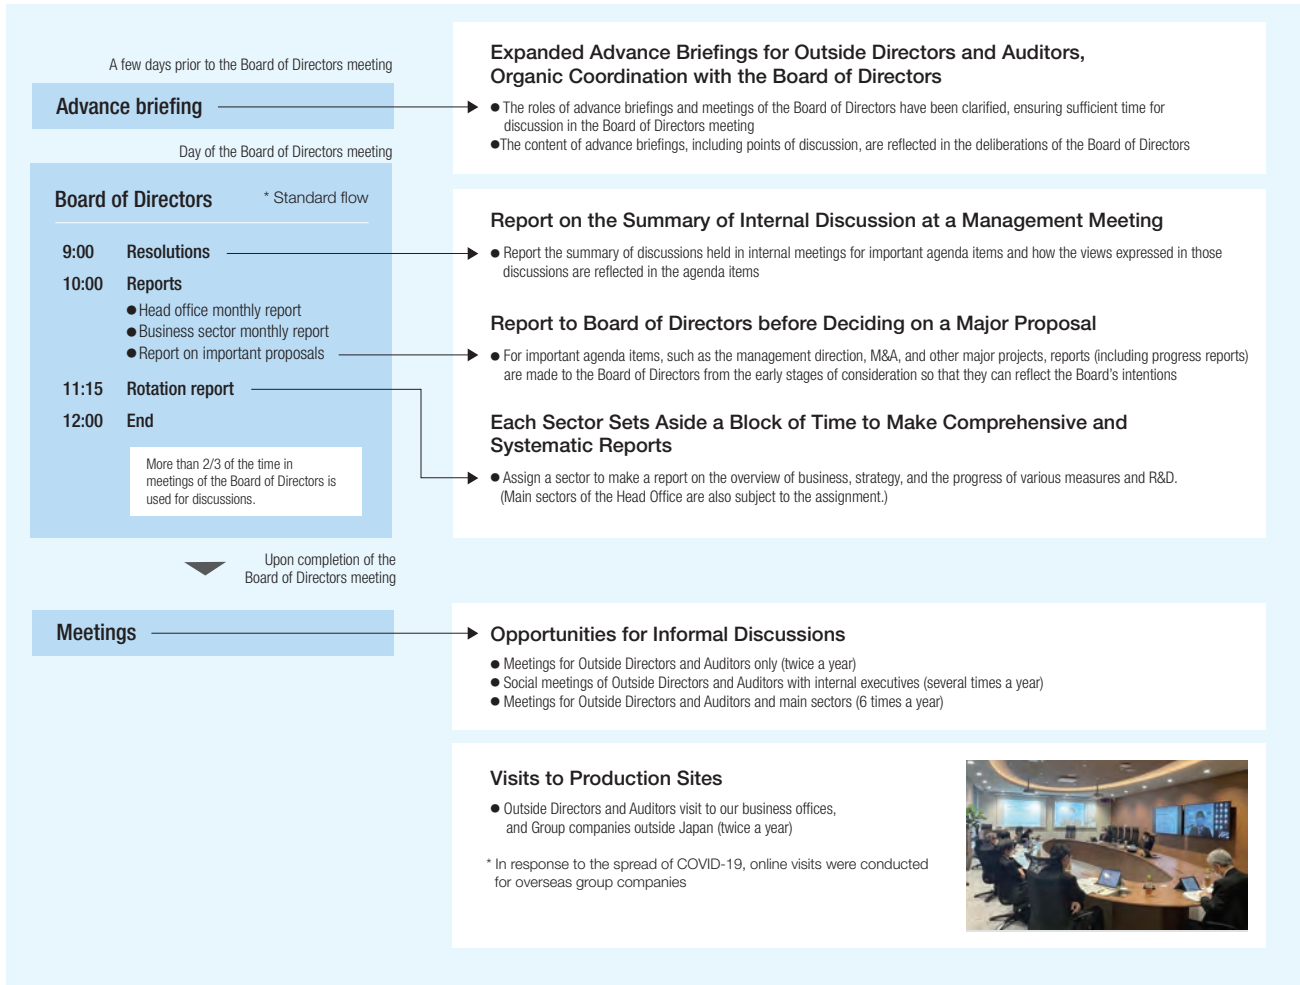 A few days prior to the Board of Directors meeting
Advance briefing
Expanded Advance Briefings for Outside Directors and Auditors,
Organic Coordination with the Board of Directors
● The roles of advance briefings and meetings of the Board of Directors have been clarified, ensuring sufficient time for
discussion in the Board of Directors meeting
●The content of advance briefings, including points of discussion, are reflected in the deliberations of the Board of Directors
Day of the Board of Directors meeting
Board of Directors * Standard flow
9:00 Resolutions
10:00 Reports
● Head office monthly report
● Business sector monthly report
● Report on important proposals
11:15 Rotation report
12:00 End
More than 2/3 of the time in
meetings of the Board of Directors is
used for discussions.
Report on the Summary of Internal Discussion at a Management Meeting
● Report the summary of discussions held in internal meetings for important agenda items and how the views expressed in those
discussions are reflected in the agenda items
Report to Board of Directors before Deciding on a Major Proposal
● For important agenda items, such as the management direction, M&A, and other major projects, reports (including progress reports)
are made to the Board of Directors from the early stages of consideration so that they can reflect the Board's intentions
Each Sector Sets Aside a Block of Time to Make Comprehensive and
Systematic Reports
● Assign a sector to make a report on the overview of business, strategy, and the progress of various measures and R&D.
(Main sectors of the Head Office are also subject to the assignment.)
Upon completion of the
Board of Directors meeting
Meetings
Opportunities for Informal Discussions
● Meetings for Outside Directors and Auditors only (twice a year)
● Social meetings of Outside Directors and Auditors with internal executives (several times a year)
● Meetings for Outside Directors and Auditors and main sectors (6 times a year)
Visits to Production Sites
● Outside Directors and Auditors visit to our business offices,
and Group companies outside Japan (twice a year)
* In response to the spread of COVID-19, online visits were conducted
for overseas group companies